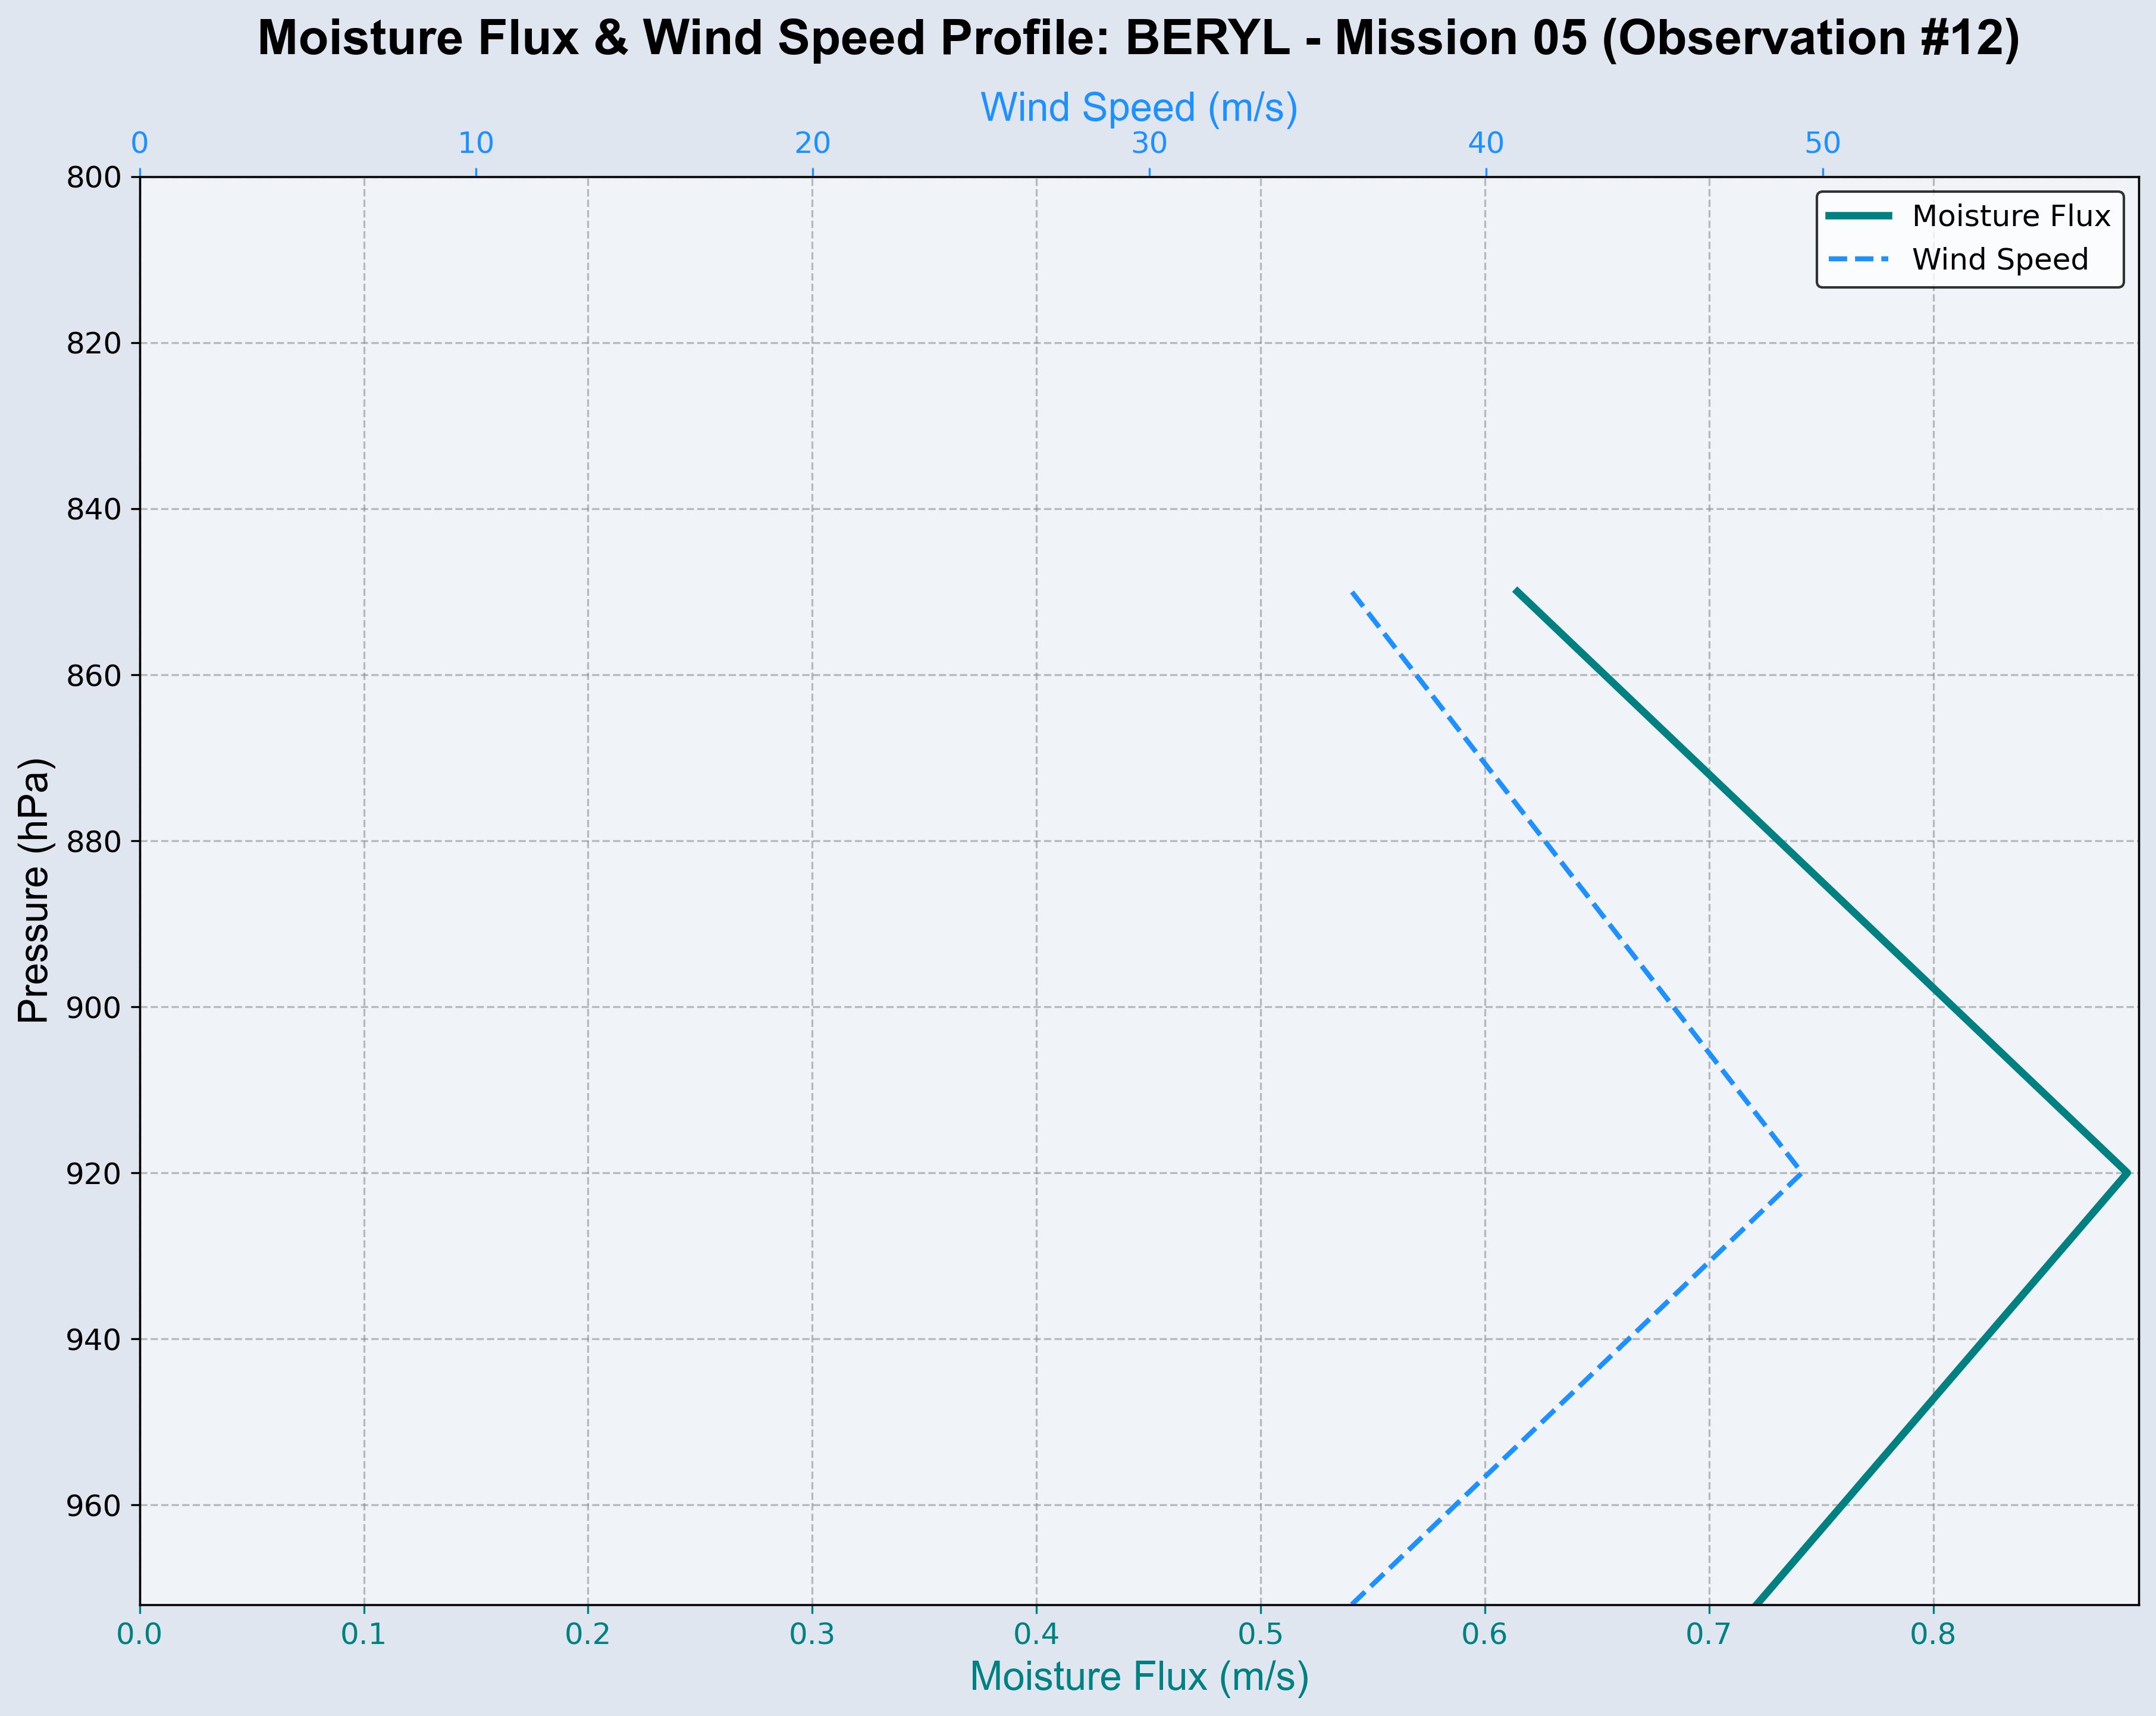 Moisture Flux & Wind Speed Profile: BERYL - Mission 05 (Observation #12)
Wind Speed (m/s)
0 10 20 30 40 50
Moisture Flux
Wind Speed
Pressure (hPa)
800
820
840
860
880
900
920
940
960
0.0 0.1 0.2 0.3 0.4 0.5 0.6 0.7 0.8
Moisture Flux (m/s)